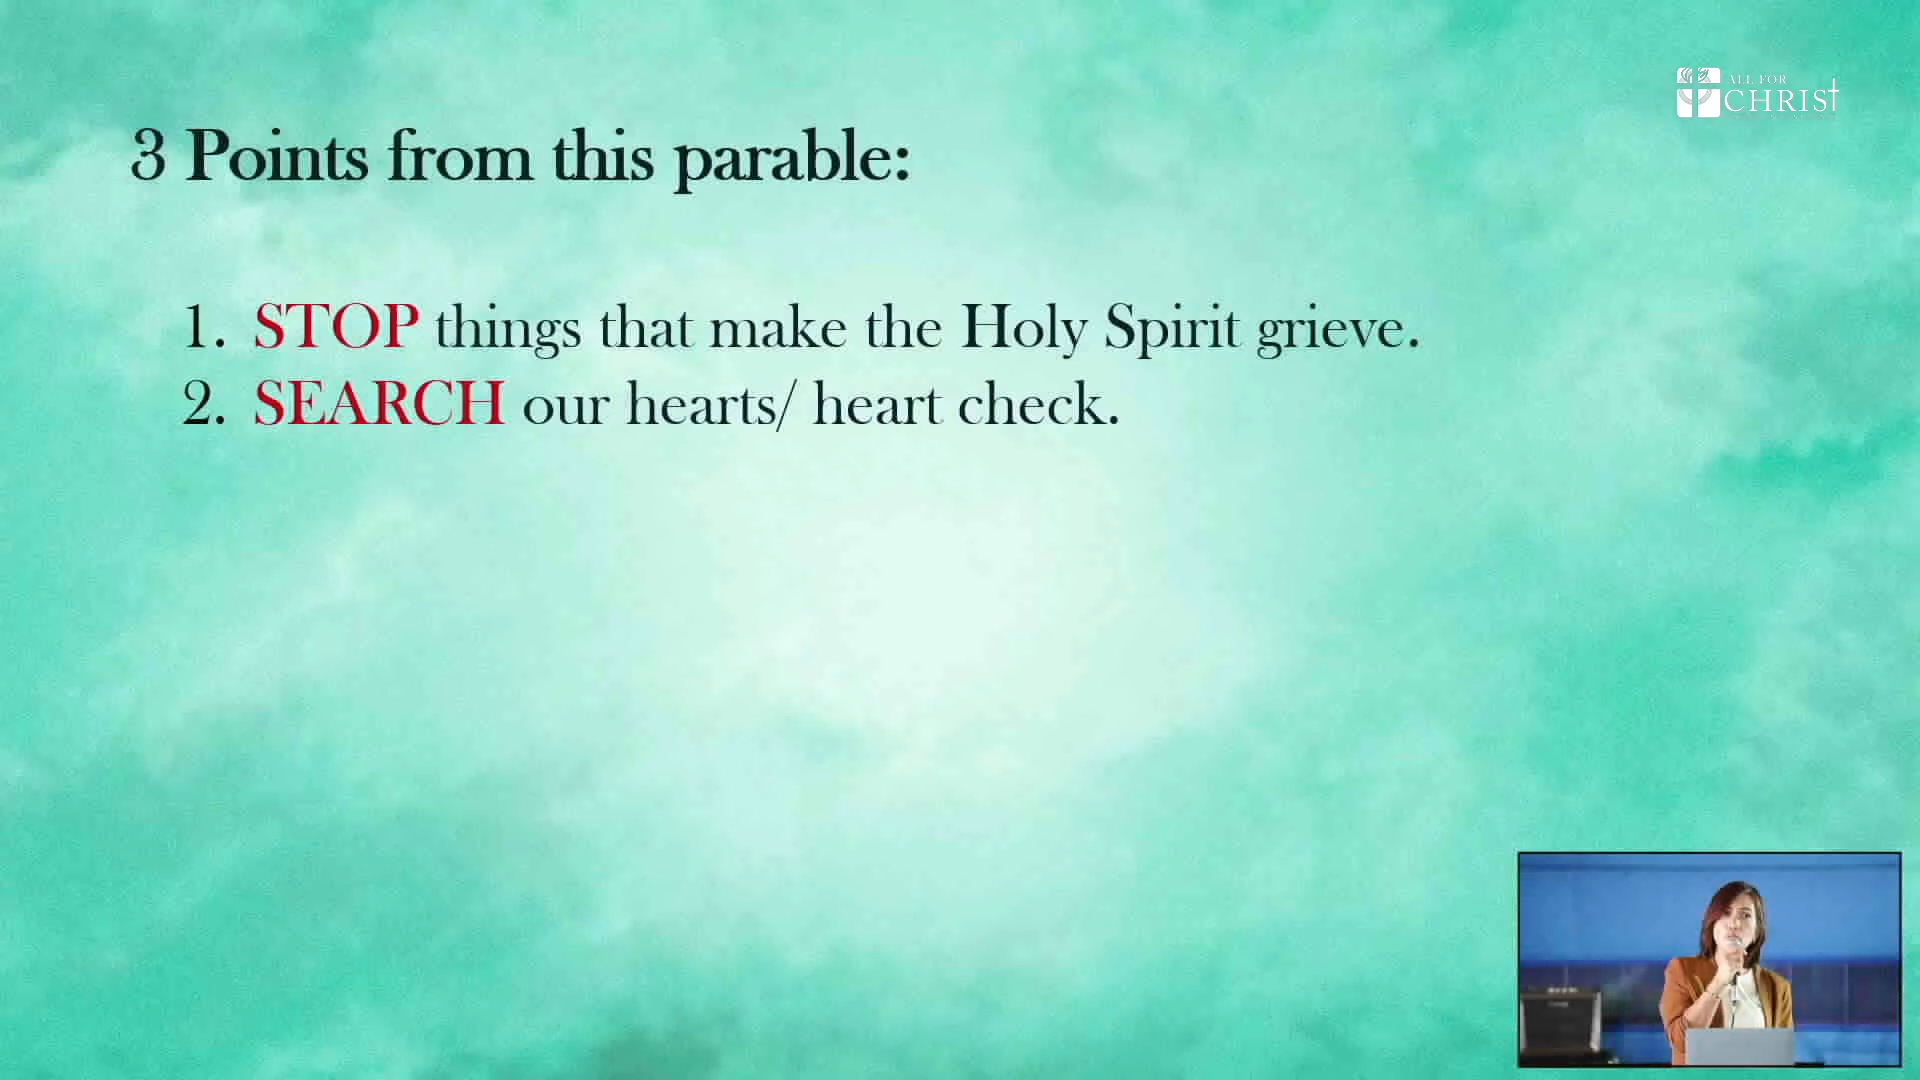 ALL FOR
CHRIST
3 Points from this parable:
1. STOP things that make the Holy Spirit grieve.
2. SEARCH our hearts/ heart check.